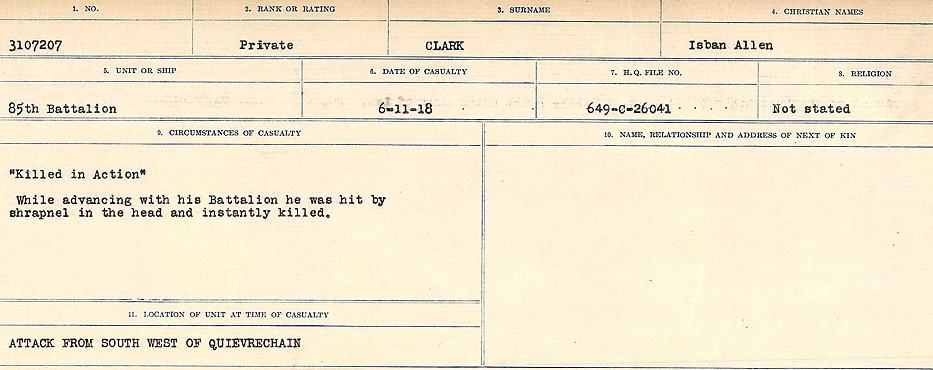 1. NO. 2. RANK OR RATING 3. SURNAME 4. CHRISTIAN NAMES
3107207 Private CLARK Isban Allen
5. UNIT OR SHIP 6. DATE OF CASUALTY 7. H.Q. FILE NO. 8. RELIGION
85th Battalion 6-11-18 649-C-26041 Not stated
9. CIRCUMSTANCES OF CASUALTY 10. NAME, RELATIONSHIP AND ADDRESS OF NEXT OF KIN
"Killed in Action"
While advancing with his Battalion he was hit by
shrapnel in the head and instantly killed.
11. LOCATION OF UNIT AT TIME OF CASUALTY
ATTACK FROM SOUTH WEST OF QUIEVRECHAIN